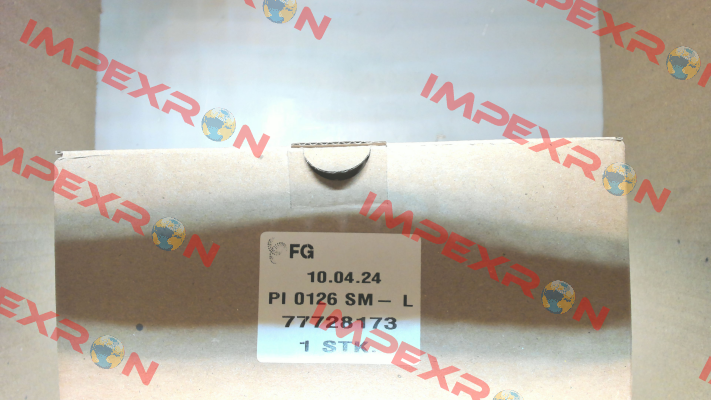 FG
10.04.24
PI 0126 SM – L
77728173
1 STK.
IMPEXRON
IMPEXRON
IMPEXRON
IMPEXRON
IMPEXRON
IMPEXRON
IMPEXRON